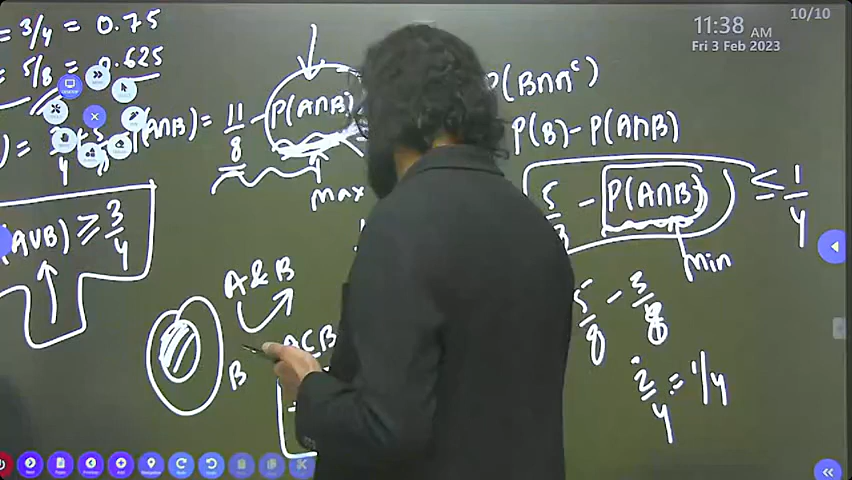 = 3/4 = 0.75
= 5/8 = 0.625
P(A∩B) = 11/8 - P(A∩B)
max
(A∪B) ≥ 3/4
A & B
B
A⊂B
11:38 AM
Fri 3 Feb 2023
10/10
P(B∩A^c)
P(B) - P(A∩B)
5/8 - P(A∩B) ≤ 1/4
Min
5/8 - 3/8
2/4 = 1/4